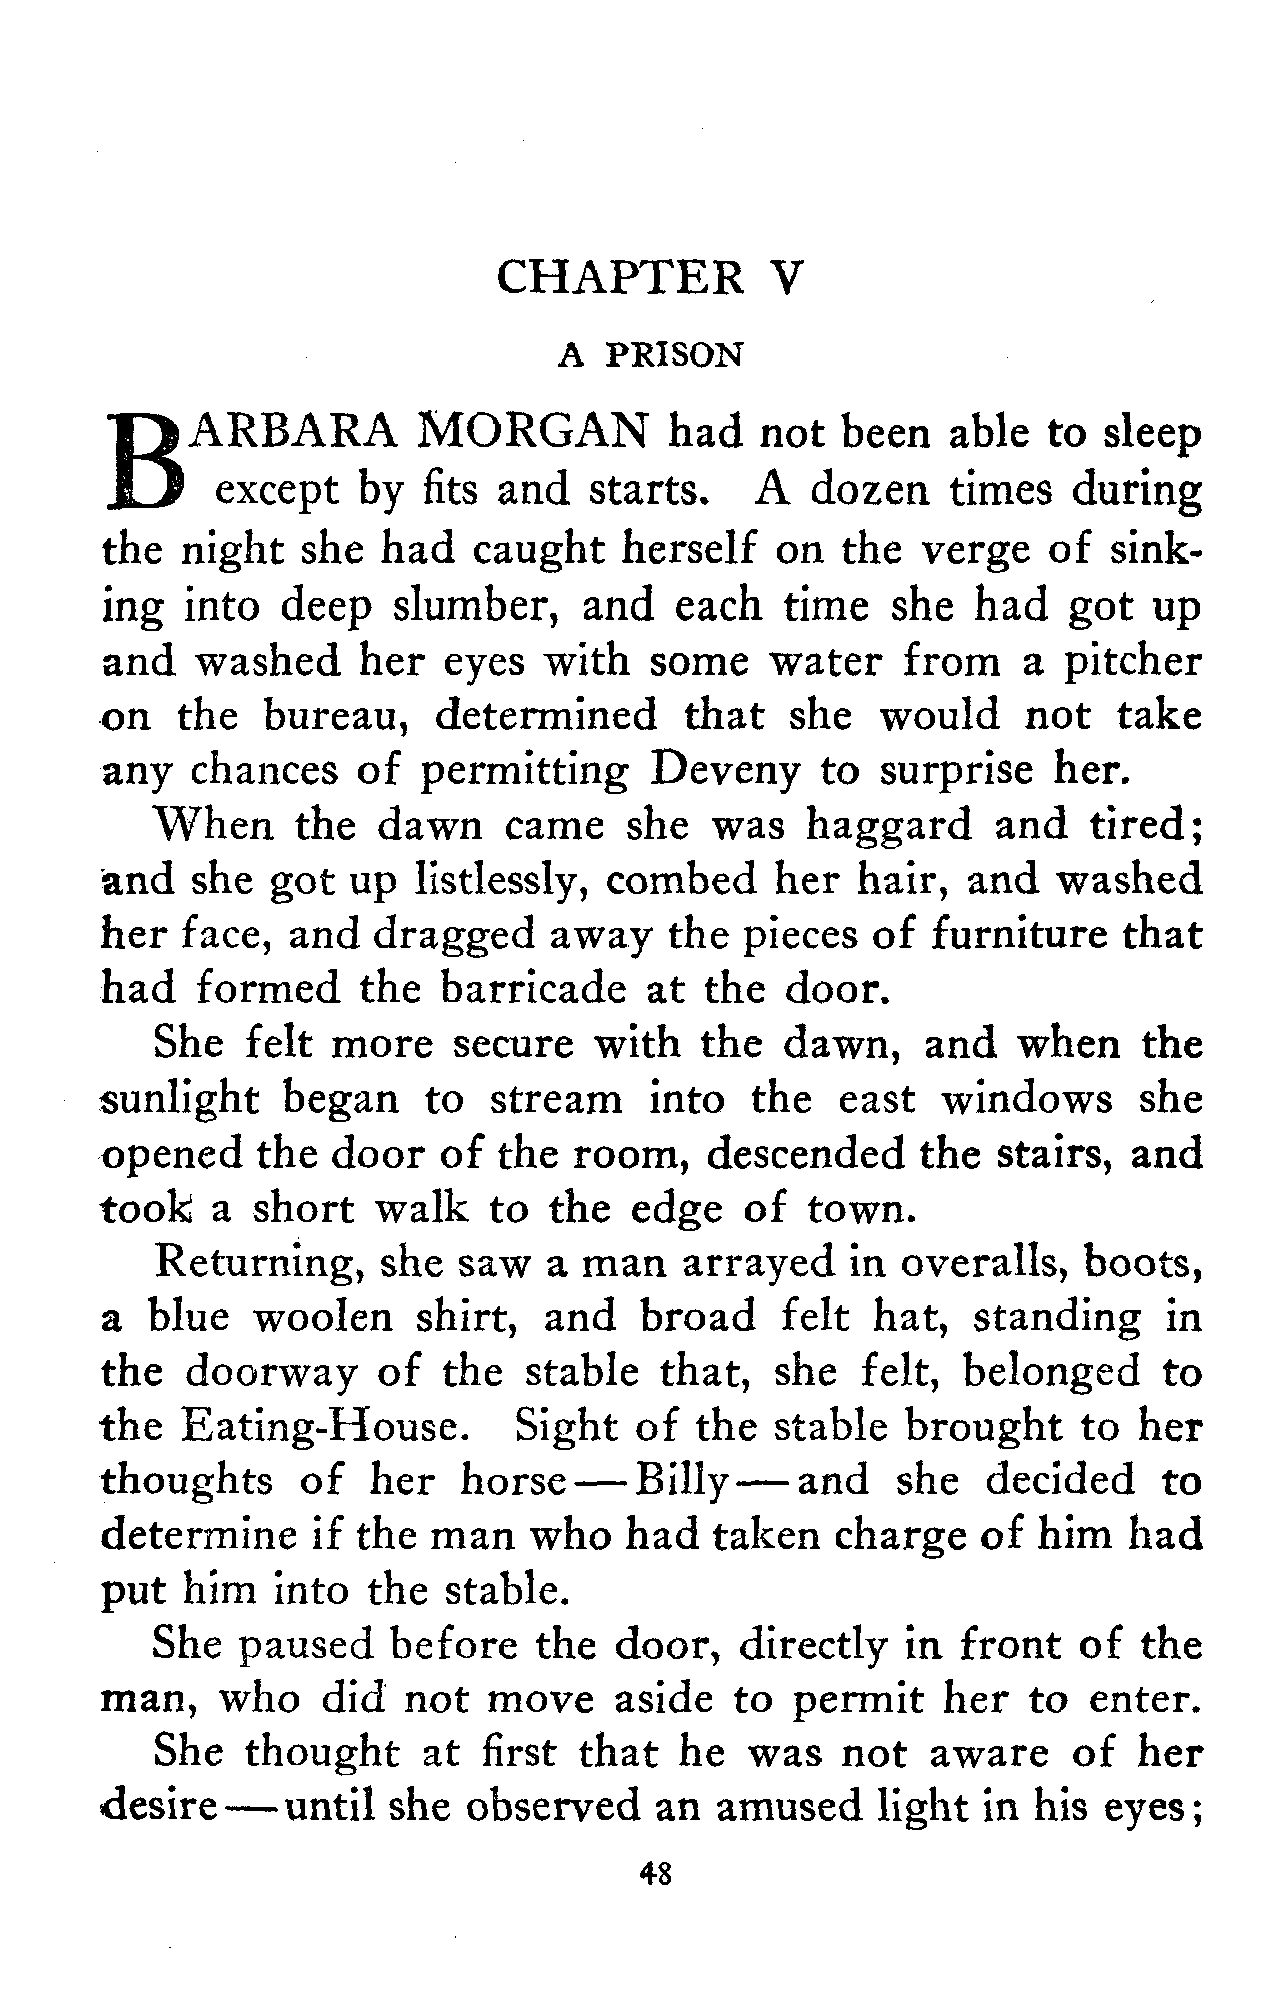 CHAPTER V
A PRISON
BARBARA MORGAN had not been able to sleep
except by fits and starts. A dozen times during
the night she had caught herself on the verge of sink-
ing into deep slumber, and each time she had got up
and washed her eyes with some water from a pitcher
on the bureau, determined that she would not take
any chances of permitting Deveny to surprise her.
When the dawn came she was haggard and tired;
and she got up listlessly, combed her hair, and washed
her face, and dragged away the pieces of furniture that
had formed the barricade at the door.
She felt more secure with the dawn, and when the
sunlight began to stream into the east windows she
opened the door of the room, descended the stairs, and
took a short walk to the edge of town.
Returning, she saw a man arrayed in overalls, boots,
a blue woolen shirt, and broad felt hat, standing in
the doorway of the stable that, she felt, belonged to
the Eating-House. Sight of the stable brought to her
thoughts of her horse—Billy—and she decided to
determine if the man who had taken charge of him had
put him into the stable.
She paused before the door, directly in front of the
man, who did not move aside to permit her to enter.
She thought at first that he was not aware of her
desire—until she observed an amused light in his eyes;
48